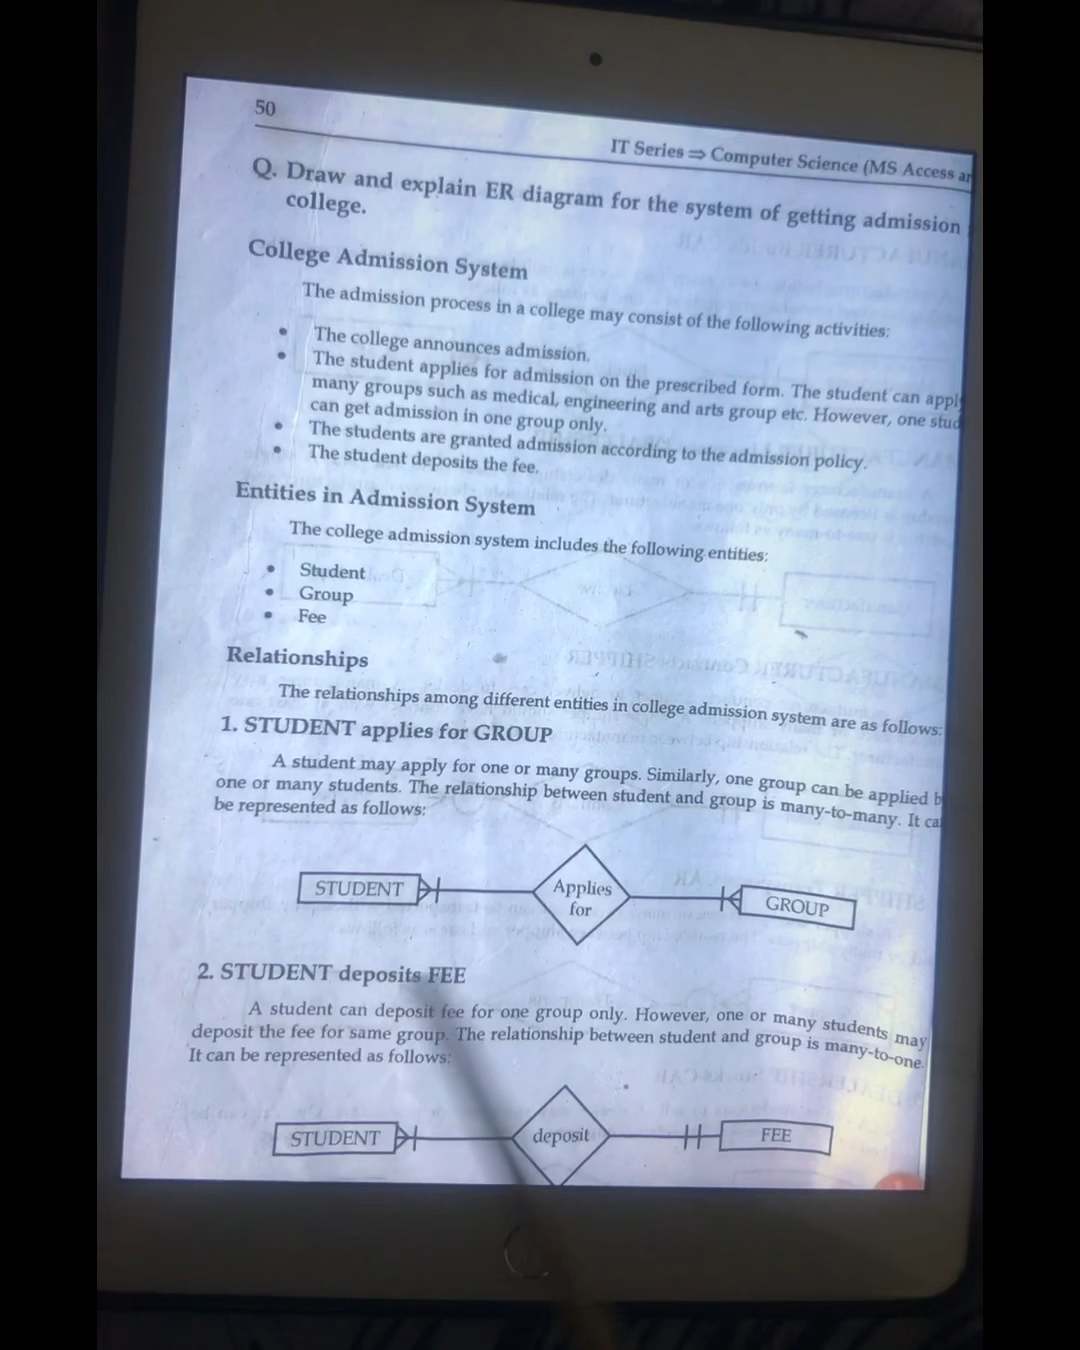 50
IT Series ⇒ Computer Science (MS Access
Q. Draw and explain ER diagram for the system of getting admission
college.
College Admission System
The admission process in a college may consist of the following activities:
• The college announces admission.
• The student applies for admission on the prescribed form. The student can
many groups such as medical, engineering and arts group etc. However, one
can get admission in one group only.
• The students are granted admission according to the admission policy.
• The student deposits the fee.
Entities in Admission System
The college admission system includes the following entities:
• Student
• Group
• Fee
Relationships
The relationships among different entities in college admission system are as follows:
1. STUDENT applies for GROUP
A student may apply for one or many groups. Similarly, one group can be applied
one or many students. The relationship between student and group is many-to-many. It
be represented as follows:
STUDENT Applies GROUP
for
2. STUDENT deposits FEE
A student can deposit fee for one group only. However, one or many students may
deposit the fee for same group. The relationship between student and group is many-to-one.
It can be represented as follows:
STUDENT deposit FEE